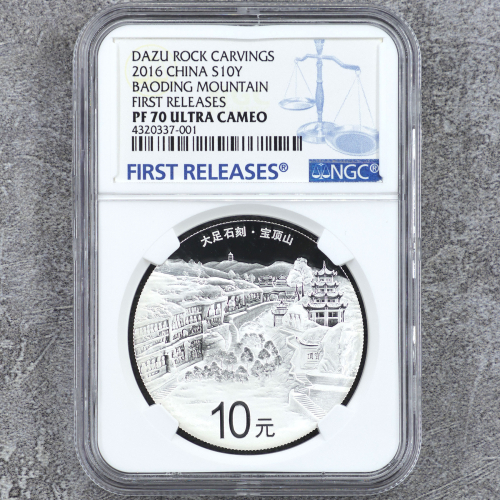 DAZU ROCK CARVINGS
2016 CHINA S10Y
BAODING MOUNTAIN
FIRST RELEASES
PF 70 ULTRA CAMEO
4320337-001
FIRST RELEASES®
NGC®
大足石刻·宝顶山
10元